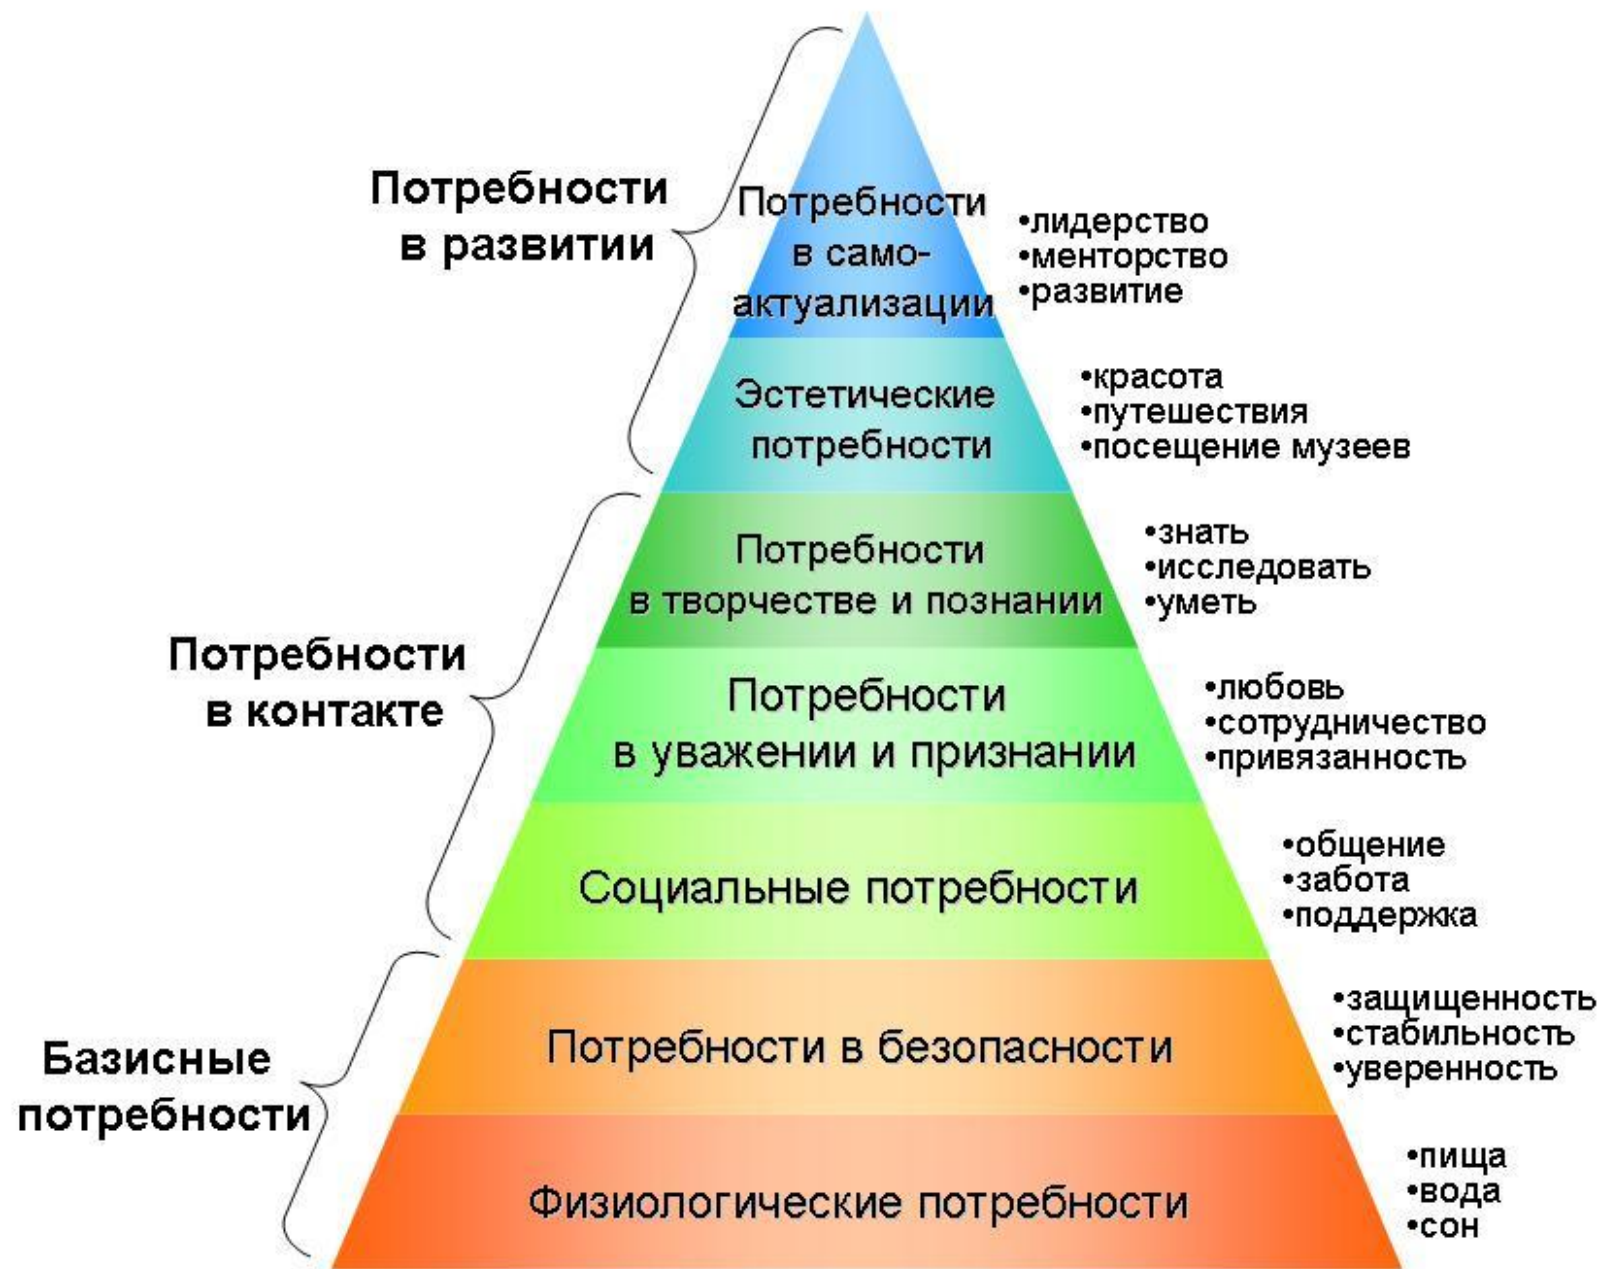 Потребности
в развитии
Потребности
в само-
актуализации
•лидерство
•менторство
•развитие
Эстетические
потребности
•красота
•путешествия
•посещение музеев
Потребности
в контакте
Потребности
в творчестве и познании
•знать
•исследовать
•уметь
Потребности
в уважении и признании
•любовь
•сотрудничество
•привязанность
Социальные потребности
•общение
•забота
•поддержка
Базисные
потребности
Потребности в безопасности
•защищенность
•стабильность
•уверенность
Физиологические потребности
•пища
•вода
•сон